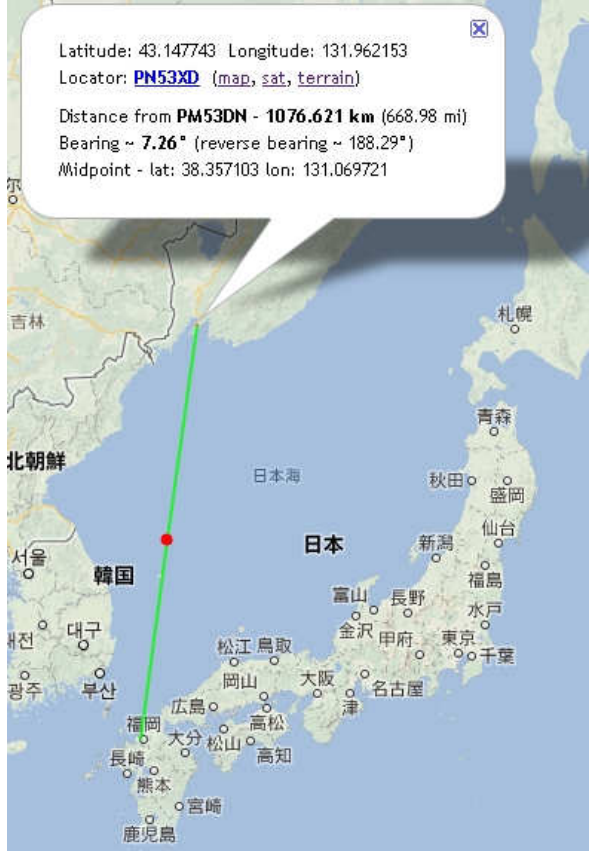 Latitude: 43.147743 Longitude: 131.962153
Locator: PN53XD (map, sat, terrain)
Distance from PM53DN - 1076.621 km (668.98 mi)
Bearing ~ 7.26° (reverse bearing ~ 188.29°)
Midpoint - lat: 38.357103 lon: 131.069721
吉林
札幌
青森
北朝鮮
日本海
秋田
盛岡
仙台
日本
新潟
서울
韓国
福島
富山
長野
水戸
金沢
甲府
東京
千葉
대구
松江
鳥取
岡山
大阪
名古屋
광주
부산
広島
津
福岡
大分
松山
高松
高知
長崎
熊本
宮崎
鹿児島